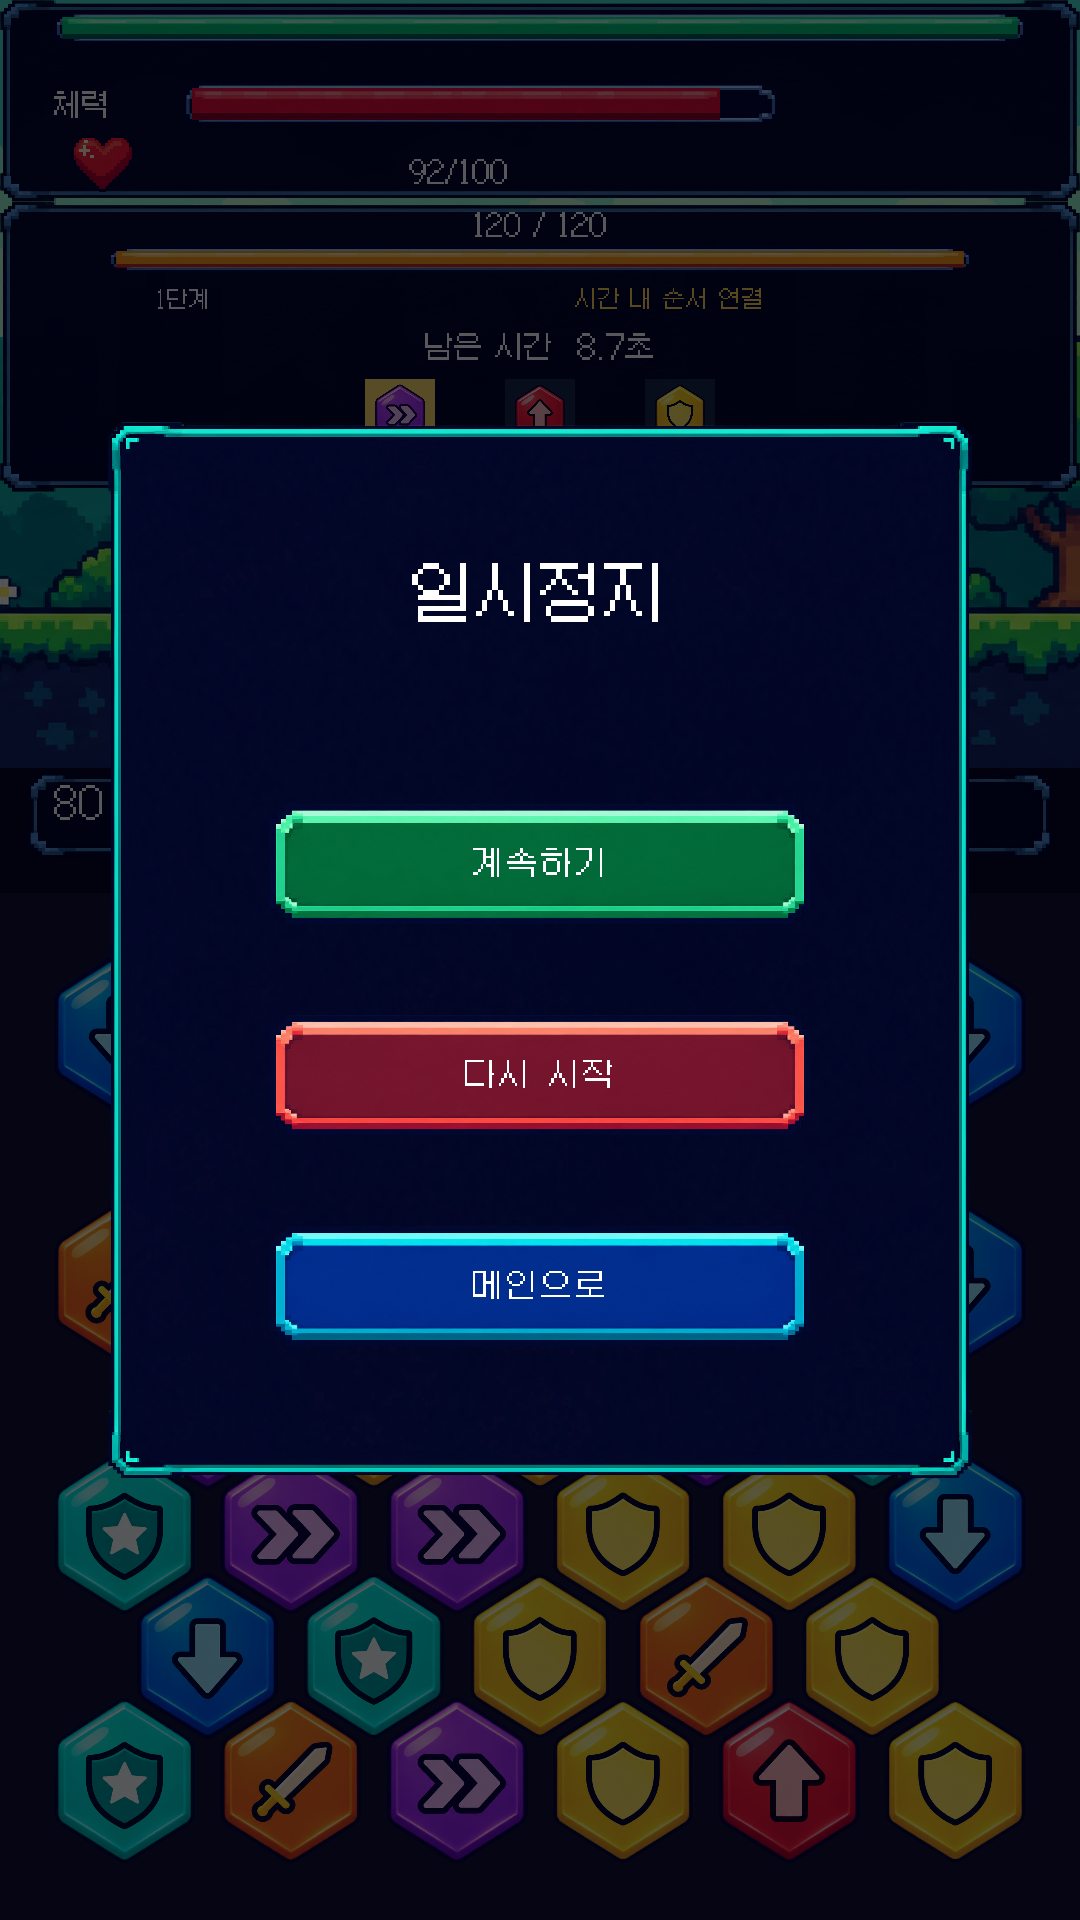 체력
92/100
120 / 120
1단계 시간 내 순서 연결
남은 시간 8.7초
일시정지
80
계속하기
다시 시작
메인으로